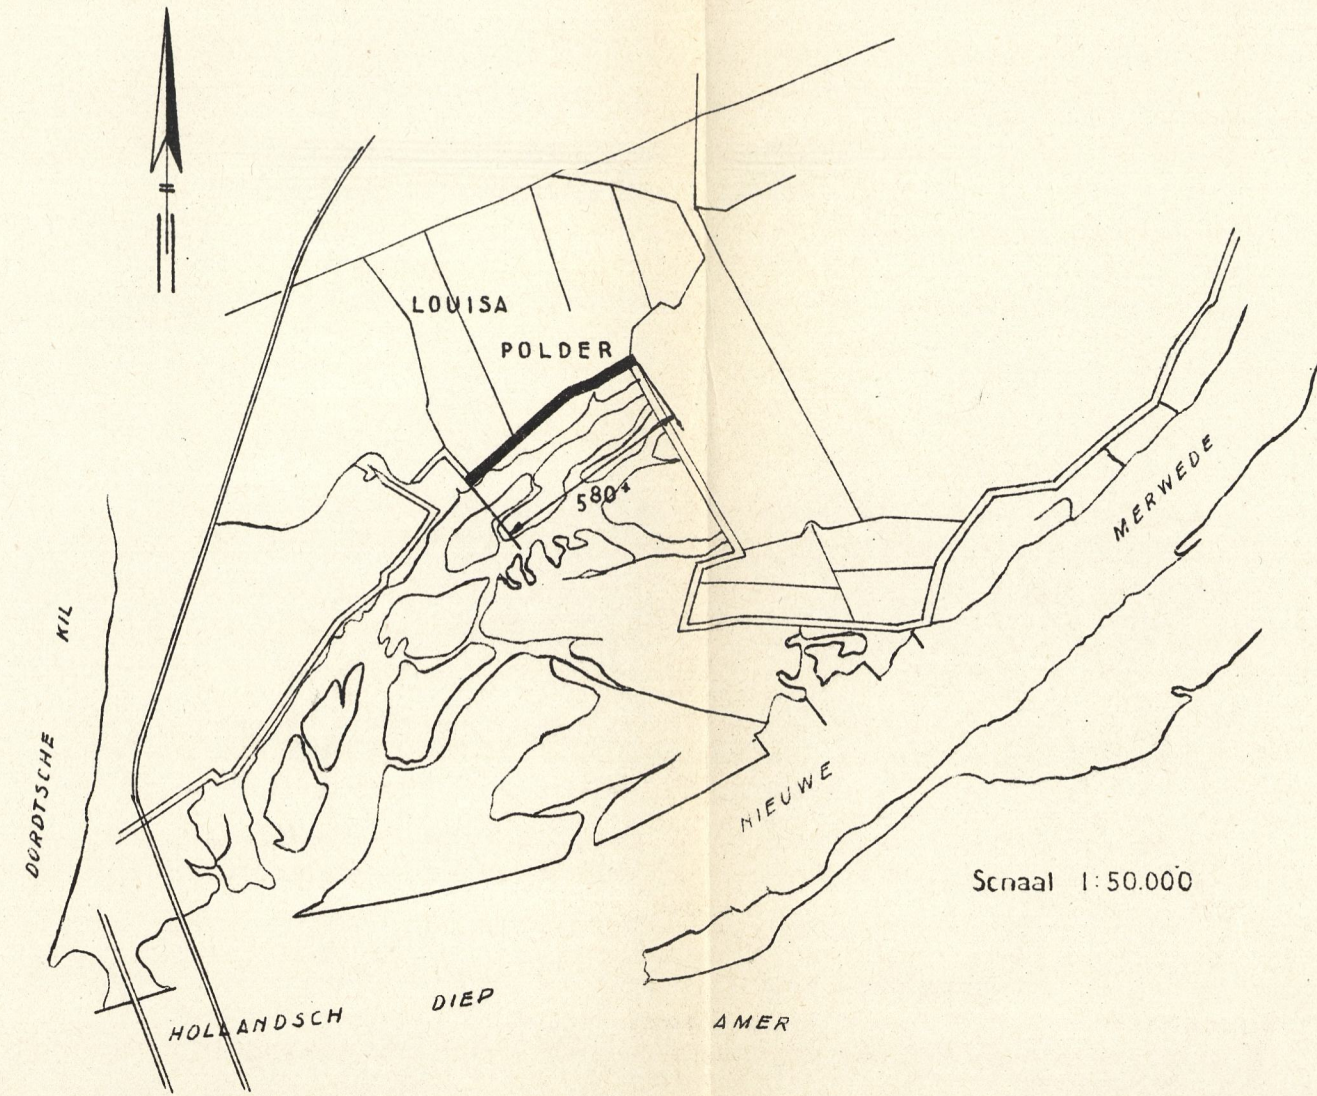 LOUISA
POLDER
580+
MERWEDE
KIL
DORDTSCHE
NIEUWE
Schaal 1:50.000
HOLLANDSCH
DIEP
AMER